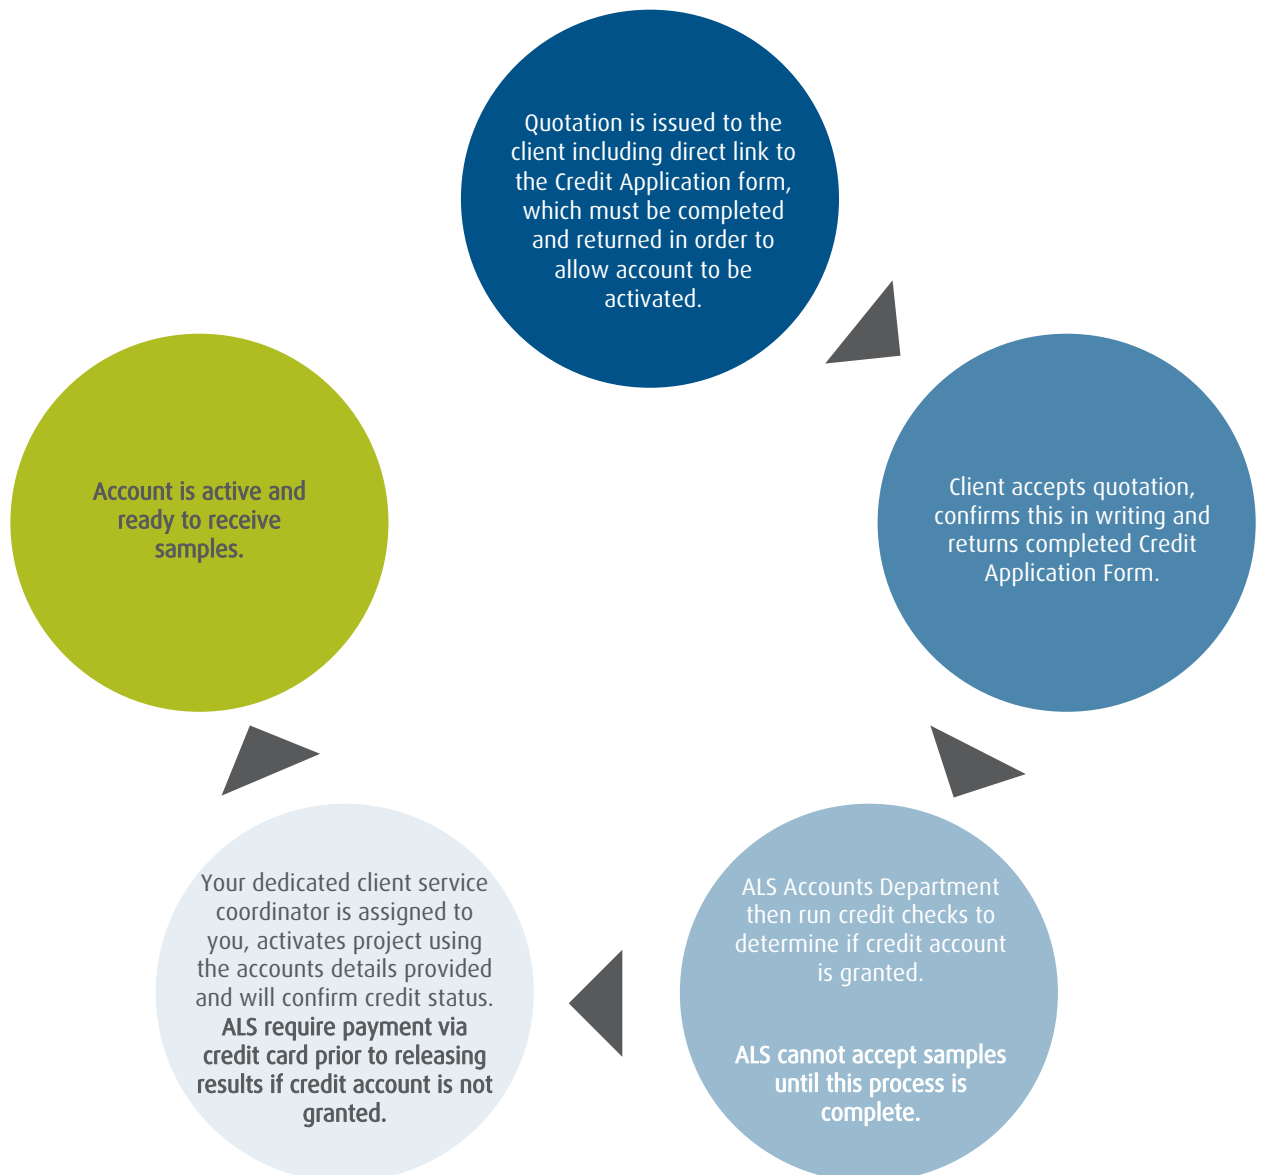 Quotation is issued to the
client including direct link to
the Credit Application form,
which must be completed
and returned in order to
allow account to be
activated.
Client accepts quotation,
confirms this in writing and
returns completed Credit
Application Form.
ALS Accounts Department
then run credit checks to
determine if credit account
is granted.
ALS cannot accept samples
until this process is
complete.
Your dedicated client service
coordinator is assigned to
you, activates project using
the accounts details provided
and will confirm credit status.
ALS require payment via
credit card prior to releasing
results if credit account is not
granted.
Account is active and
ready to receive
samples.